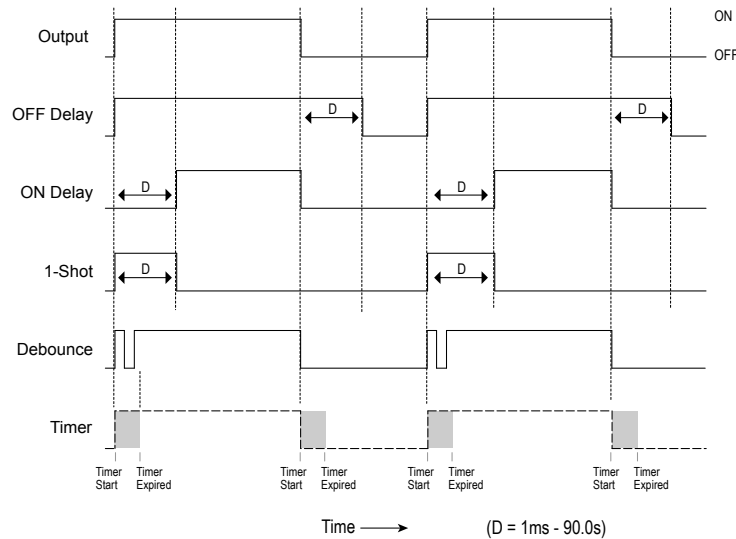 Output
ON
OFF
OFF Delay
D
D
ON Delay
D
D
1-Shot
D
D
Debounce
Timer
Timer Start
Timer Expired
Timer Start
Timer Expired
Timer Start
Timer Expired
Timer Start
Timer Expired
Time
(D = 1ms - 90.0s)